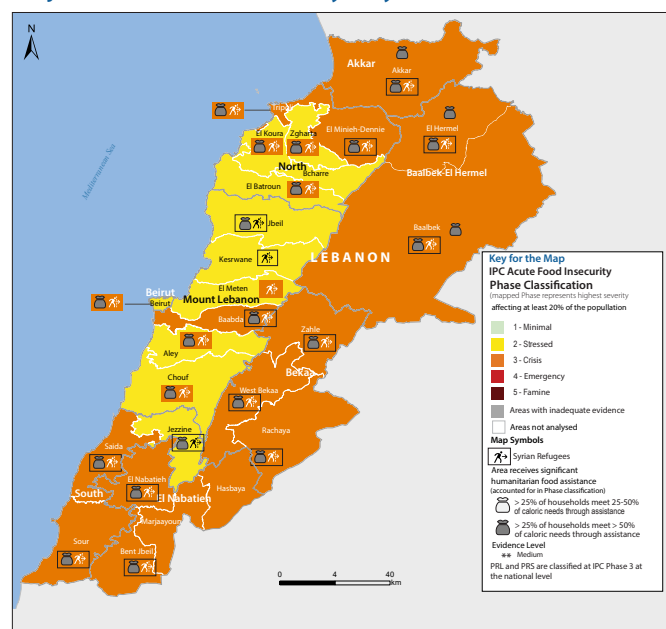 N
Akkar
Akkar
Tripoli
El Koura
Zgharta
El Minieh-Dennie
El Hermel
North
Bcharre
Baalbek-El Hermel
El Batroun
Mediterranean Sea
Jbeil
Baalbek
Kesrwane
LEBANON
El Meten
Beirut
Beirut
Mount Lebanon
Baabda
Zahle
Aley
Bekaa
Chouf
West Bekaa
Jezzine
Rachaya
Saida
El Nabatieh
Hasbaya
South
El Nabatieh
Marjaayoun
Sour
Bent Jbeil
0 4 40
km
Key for the Map
IPC Acute Food Insecurity
Phase Classification
(mapped Phase represents highest severity
affecting at least 20% of the popullation
1 - Minimal
2 - Stressed
3 - Crisis
4 - Emergency
5 - Famine
Areas with inadequate evidence
Areas not analysed
Map Symbols
Syrian Refugees
Area receives significant
humanitarian food assistance
(accounted for in Phase classification)
> 25% of households meet 25-50%
of caloric needs through assistance
> 25% of households meet > 50%
of caloric needs through assistance
Evidence Level
** Medium
PRL and PRS are classified at IPC Phase 3 at
the national level